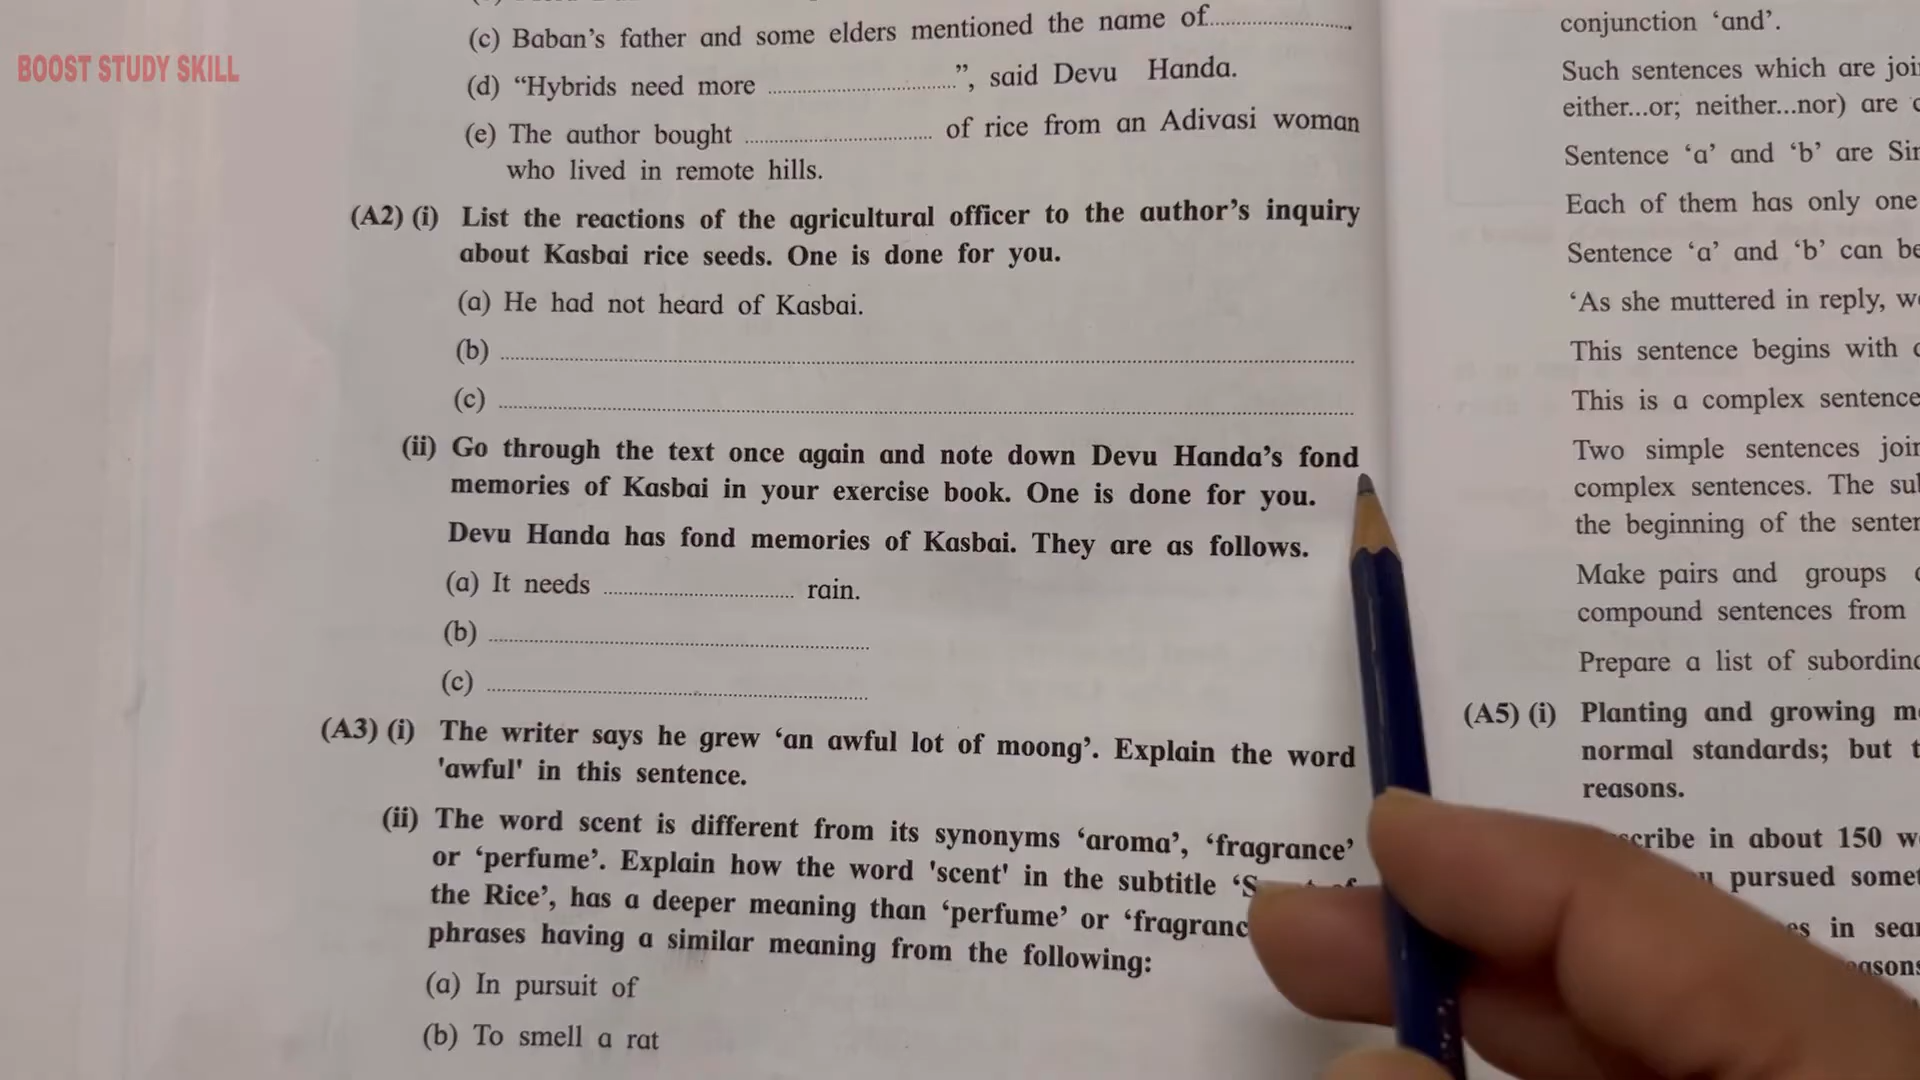 BOOST STUDY SKILL
(c) Baban's father and some elders mentioned the name of..............................
(d) "Hybrids need more ........................................", said Devu Handa.
(e) The author bought ........................................ of rice from an Adivasi woman
who lived in remote hills.
(A2) (i) List the reactions of the agricultural officer to the author's inquiry
about Kasbai rice seeds. One is done for you.
(a) He had not heard of Kasbai.
(b) ........................................
(c) ........................................
(ii) Go through the text once again and note down Devu Handa's fond
memories of Kasbai in your exercise book. One is done for you.
Devu Handa has fond memories of Kasbai. They are as follows.
(a) It needs ........................................ rain.
(b) ........................................
(c) ........................................
(A3) (i) The writer says he grew 'an awful lot of moong'. Explain the word
'awful' in this sentence.
(ii) The word scent is different from its synonyms 'aroma', 'fragrance'
or 'perfume'. Explain how the word 'scent' in the subtitle
the Rice', has a deeper meaning than 'perfume' or
phrases having a similar meaning from the following:
(a) In pursuit of
(b) To smell a rat
conjunction 'and'.
Such sentences which are
either...or; neither...nor) are
Sentence 'a' and 'b' are
Each of them has only one
Sentence 'a' and 'b' can
'As she muttered in reply,
This sentence begins with
This is a complex sentence
Two simple sentences
complex sentences. The
the beginning of the
Make pairs and groups
compound sentences from
Prepare a list of
(A5) (i) Planting and growing
normal standards; but
reasons.
in about 150
pursued
in